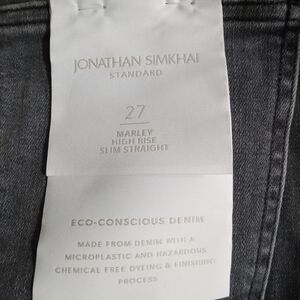 JONATHAN SIMKHAI
STANDARD
27
MARLEY
HIGH RISE
SLIM STRAIGHT
ECO-CONSCIOUS DENIM
MADE FROM DENIM WITH A
MICROPLASTIC AND HAZARDOUS
CHEMICAL FREE DYEING & FINISHING
PROCESS